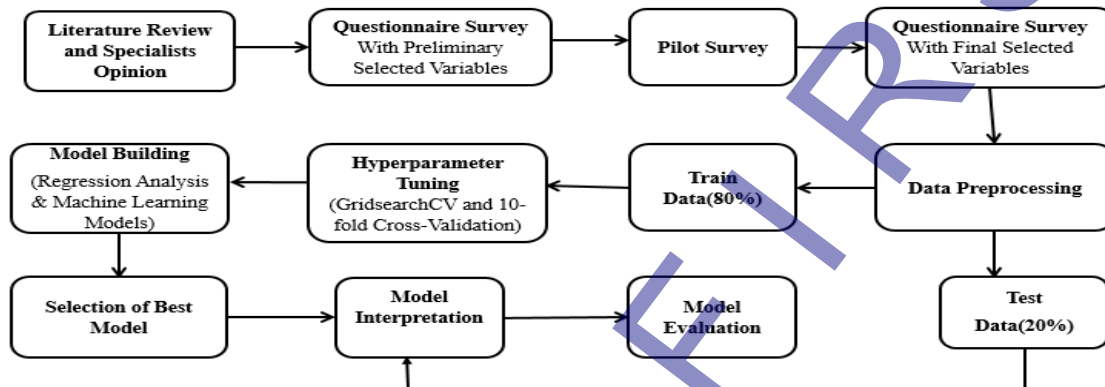 Literature Review
and Specialists
Opinion
Questionnaire Survey
With Preliminary
Selected Variables
Pilot Survey
Questionnaire Survey
With Final Selected
Variables
Model Building
(Regression Analysis
& Machine Learning
Models)
Hyperparameter
Tuning
(GridsearchCV and 10-
fold Cross-Validation)
Train
Data(80%)
Data Preprocessing
Selection of Best
Model
Model
Interpretation
Model
Evaluation
Test
Data(20%)
F I R S